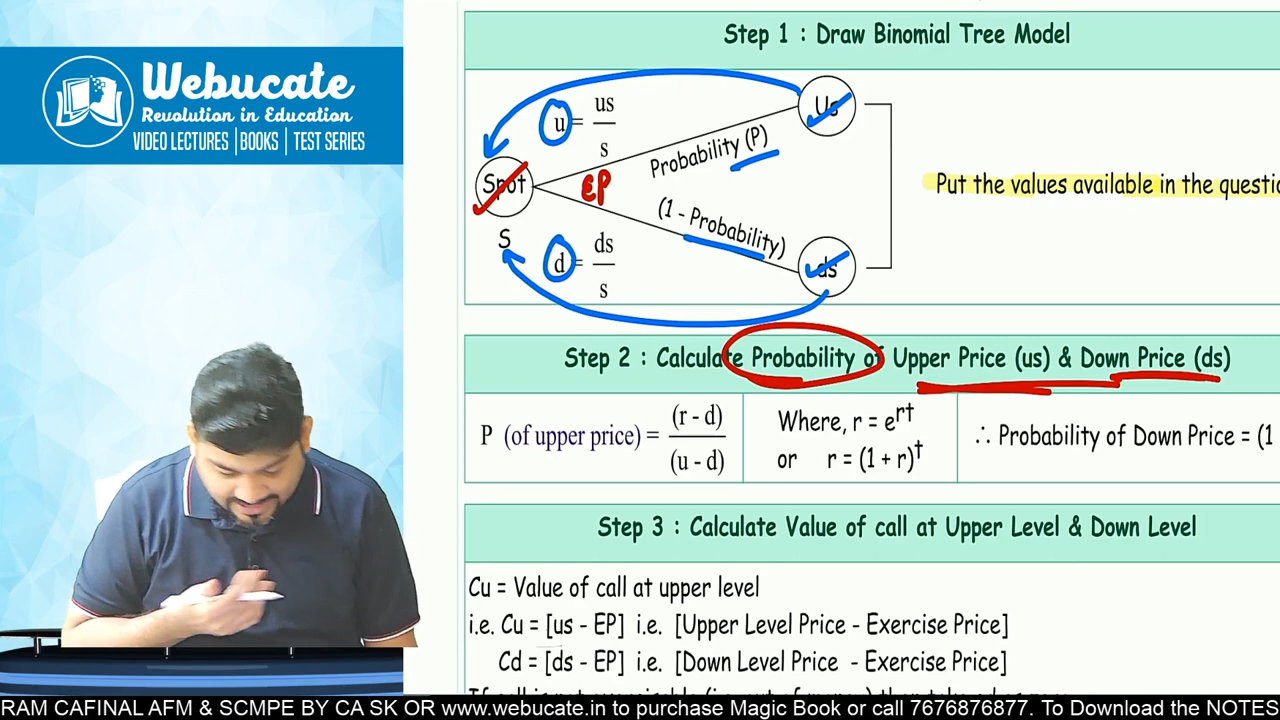 Webucate
Revolution in Education
VIDEO LECTURES | BOOKS | TEST SERIES
Step 1 : Draw Binomial Tree Model
u = us / s
Us
Probability (P)
Spot
EP
Put the values available in the
(1 - Probability)
S
d = ds / s
ds
Step 2 : Calculate Probability of Upper Price (us) & Down Price (ds)
P (of upper price) = (r - d) / (u - d)
Where, r = e^rt
or r = (1 + r)^t
∴ Probability of Down Price = (1
Step 3 : Calculate Value of call at Upper Level & Down Level
Cu = Value of call at upper level
i.e. Cu = [us - EP] i.e. [Upper Level Price - Exercise Price]
Cd = [ds - EP] i.e. [Down Level Price - Exercise Price]
RAM CAFINAL AFM & SCMPE BY CA SK OR www.webucate.in to purchase Magic Book or call 7676876877. To Download the NOTES